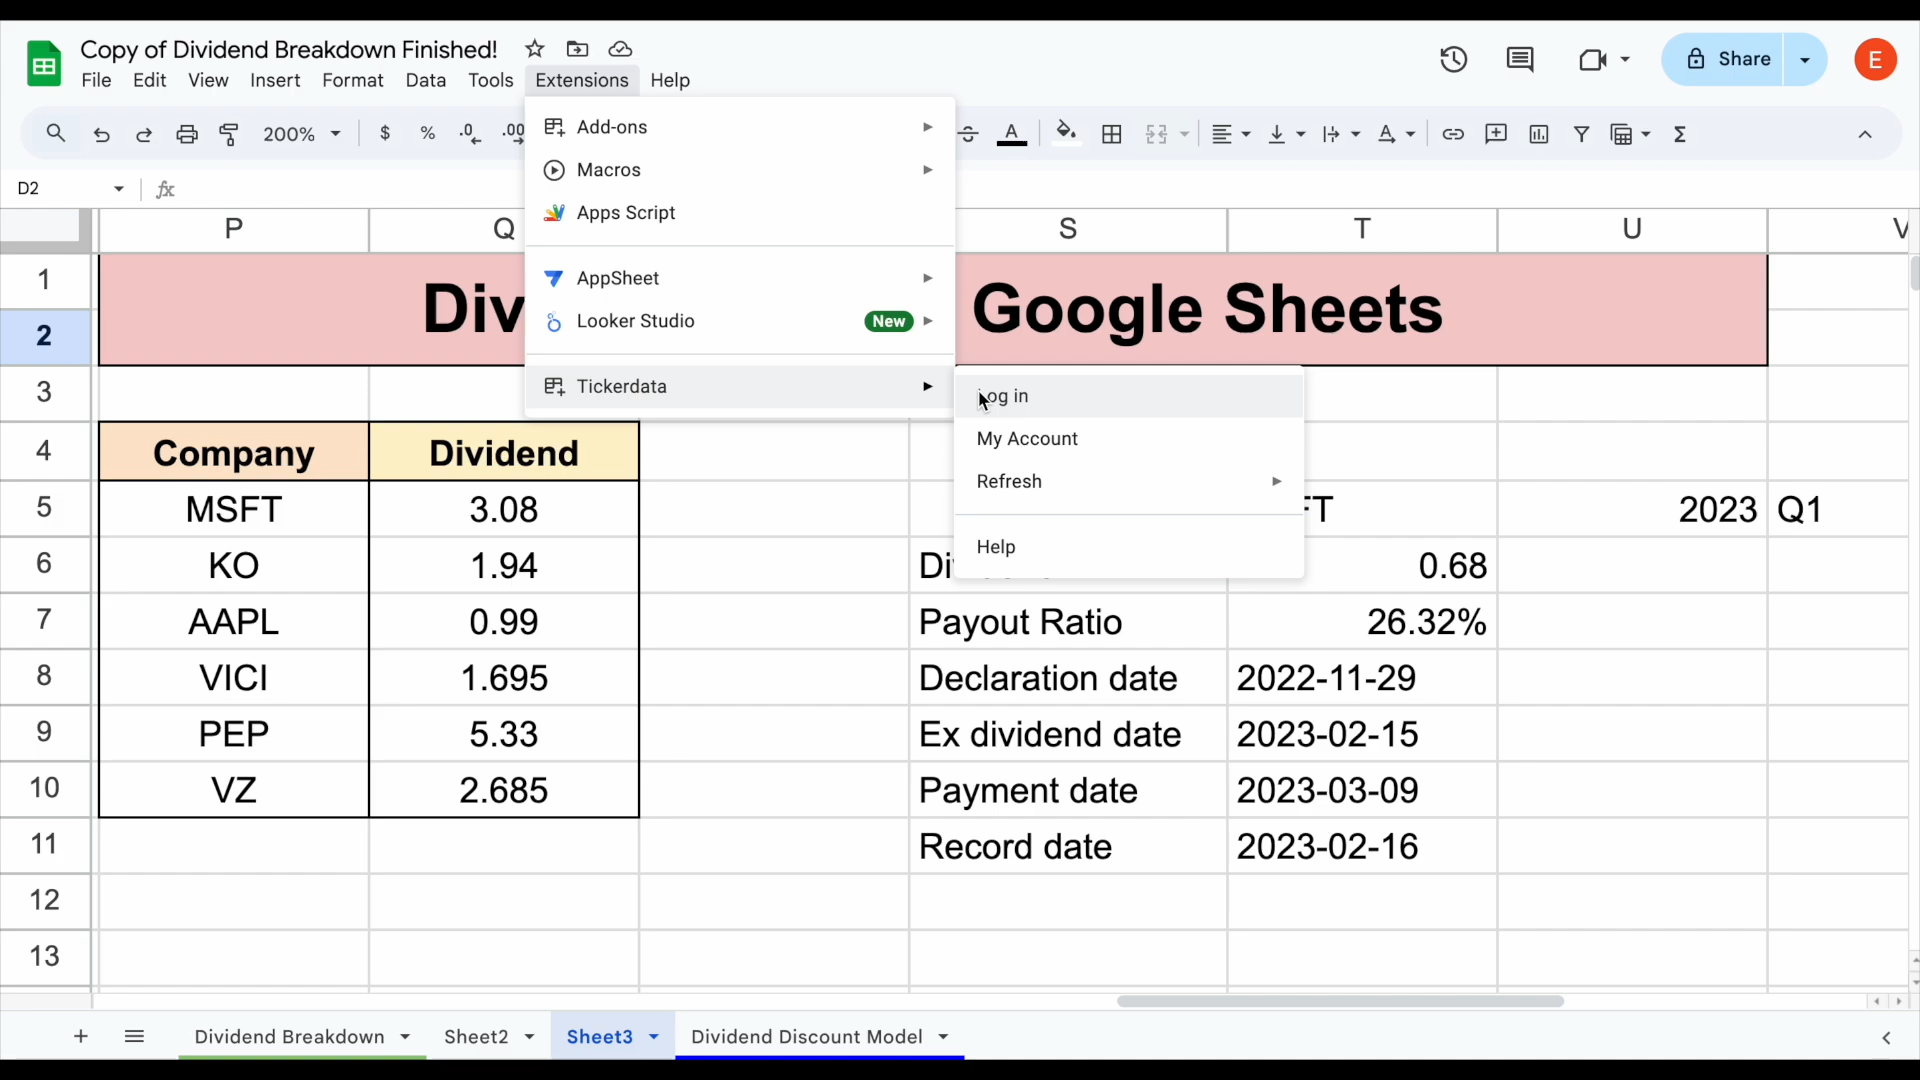 Copy of Dividend Breakdown Finished!
Share
E
File Edit View Insert Format Data Tools Extensions Help
200% $ % .0 .00
D2 fx
Add-ons
Macros
Apps Script
AppSheet
Looker Studio New
Tickerdata
Log in
My Account
Refresh
Help
P Q S T U
1 Div Google Sheets
2
3
4 Company Dividend
5 MSFT 3.08 FT 2023 Q1
6 KO 1.94 Di 0.68
7 AAPL 0.99 Payout Ratio 26.32%
8 VICI 1.695 Declaration date 2022-11-29
9 PEP 5.33 Ex dividend date 2023-02-15
10 VZ 2.685 Payment date 2023-03-09
11 Record date 2023-02-16
12
13
Dividend Breakdown Sheet2 Sheet3 Dividend Discount Model